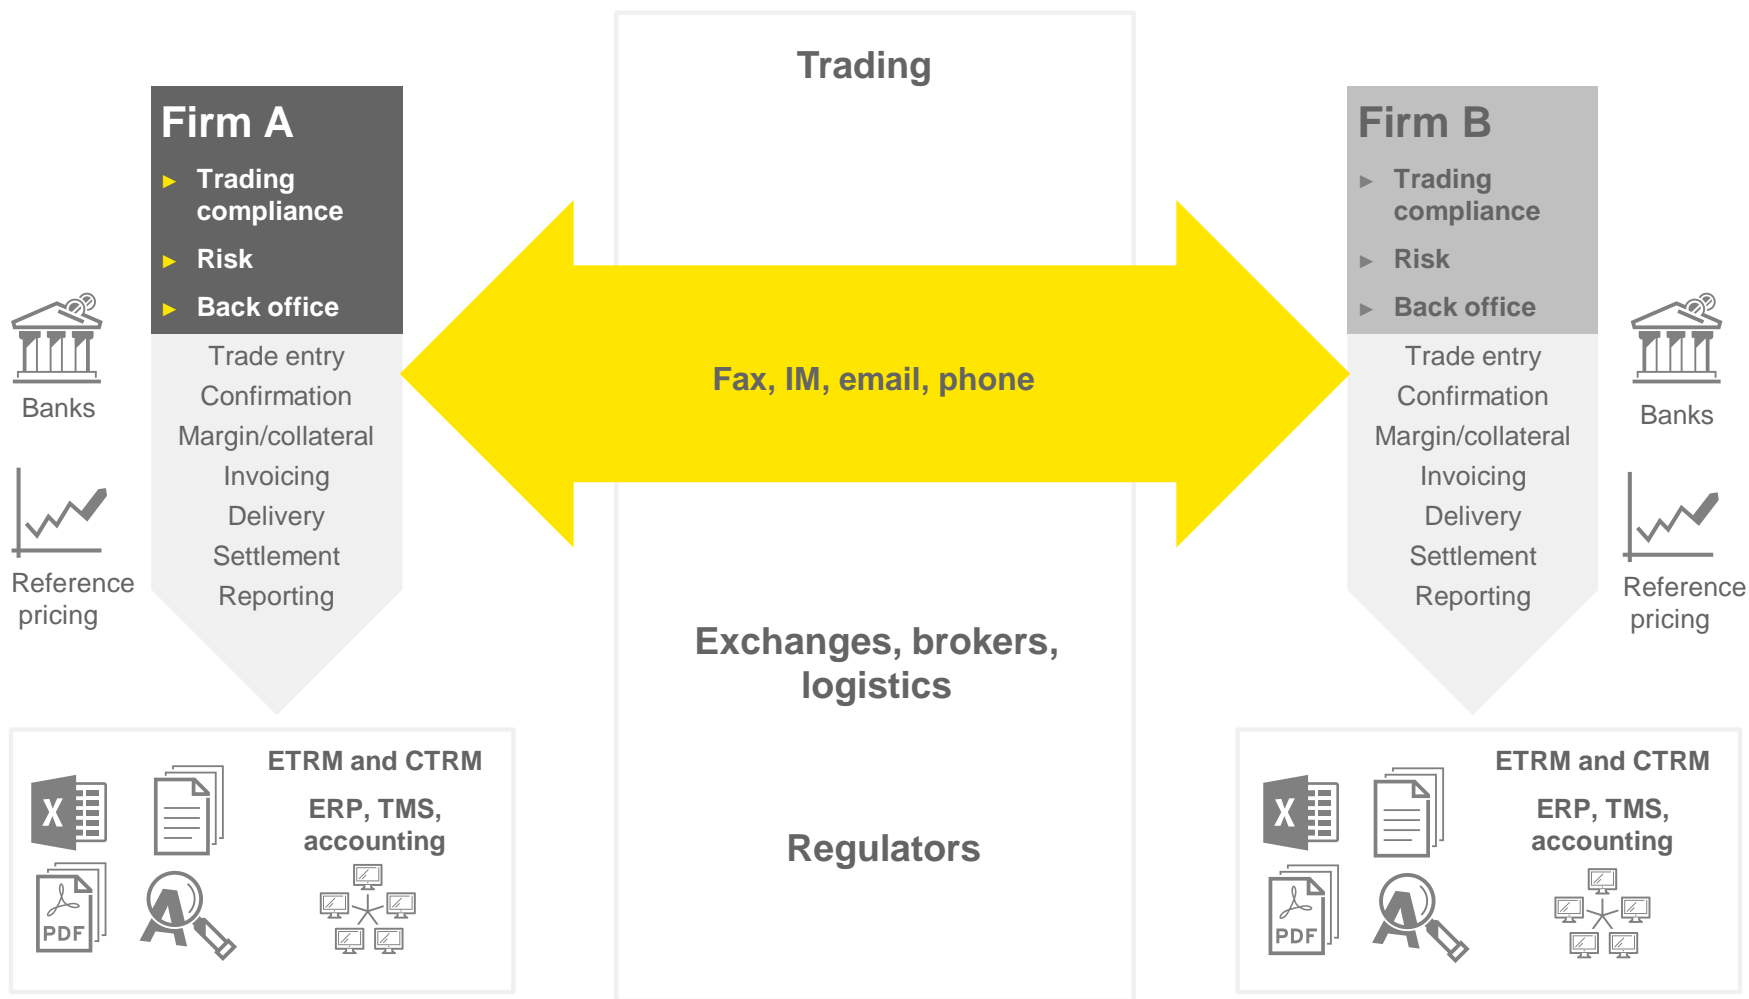 Trading
Firm A
► Trading
compliance
► Risk
► Back office
Trade entry
Confirmation
Margin/collateral
Invoicing
Delivery
Settlement
Reporting
Banks
Reference
pricing
Fax, IM, email, phone
Exchanges, brokers,
logistics
Regulators
Firm B
► Trading
compliance
► Risk
► Back office
Trade entry
Confirmation
Margin/collateral
Invoicing
Delivery
Settlement
Reporting
Banks
Reference
pricing
ETRM and CTRM
ERP, TMS,
accounting
X
PDF
A
ETRM and CTRM
ERP, TMS,
accounting
X
PDF
A